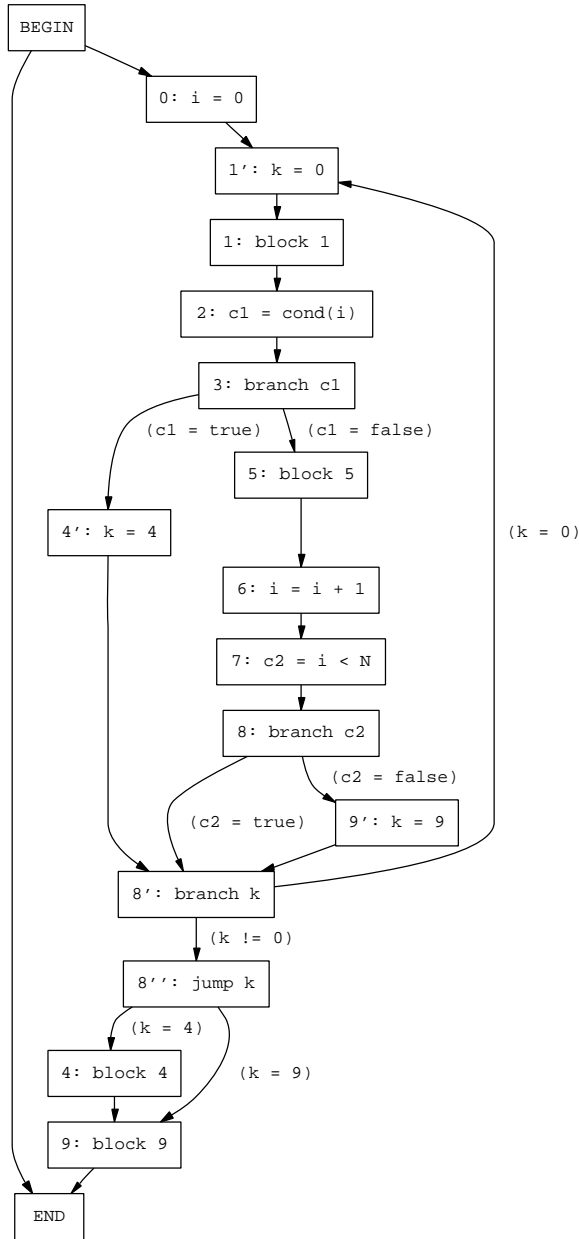 BEGIN
0: i = 0
1': k = 0
1: block 1
2: c1 = cond(i)
3: branch c1
(c1 = true)
(c1 = false)
5: block 5
4': k = 4
(k = 0)
6: i = i + 1
7: c2 = i < N
8: branch c2
(c2 = false)
(c2 = true)
9': k = 9
8': branch k
(k != 0)
8'': jump k
(k = 4)
4: block 4
(k = 9)
9: block 9
END